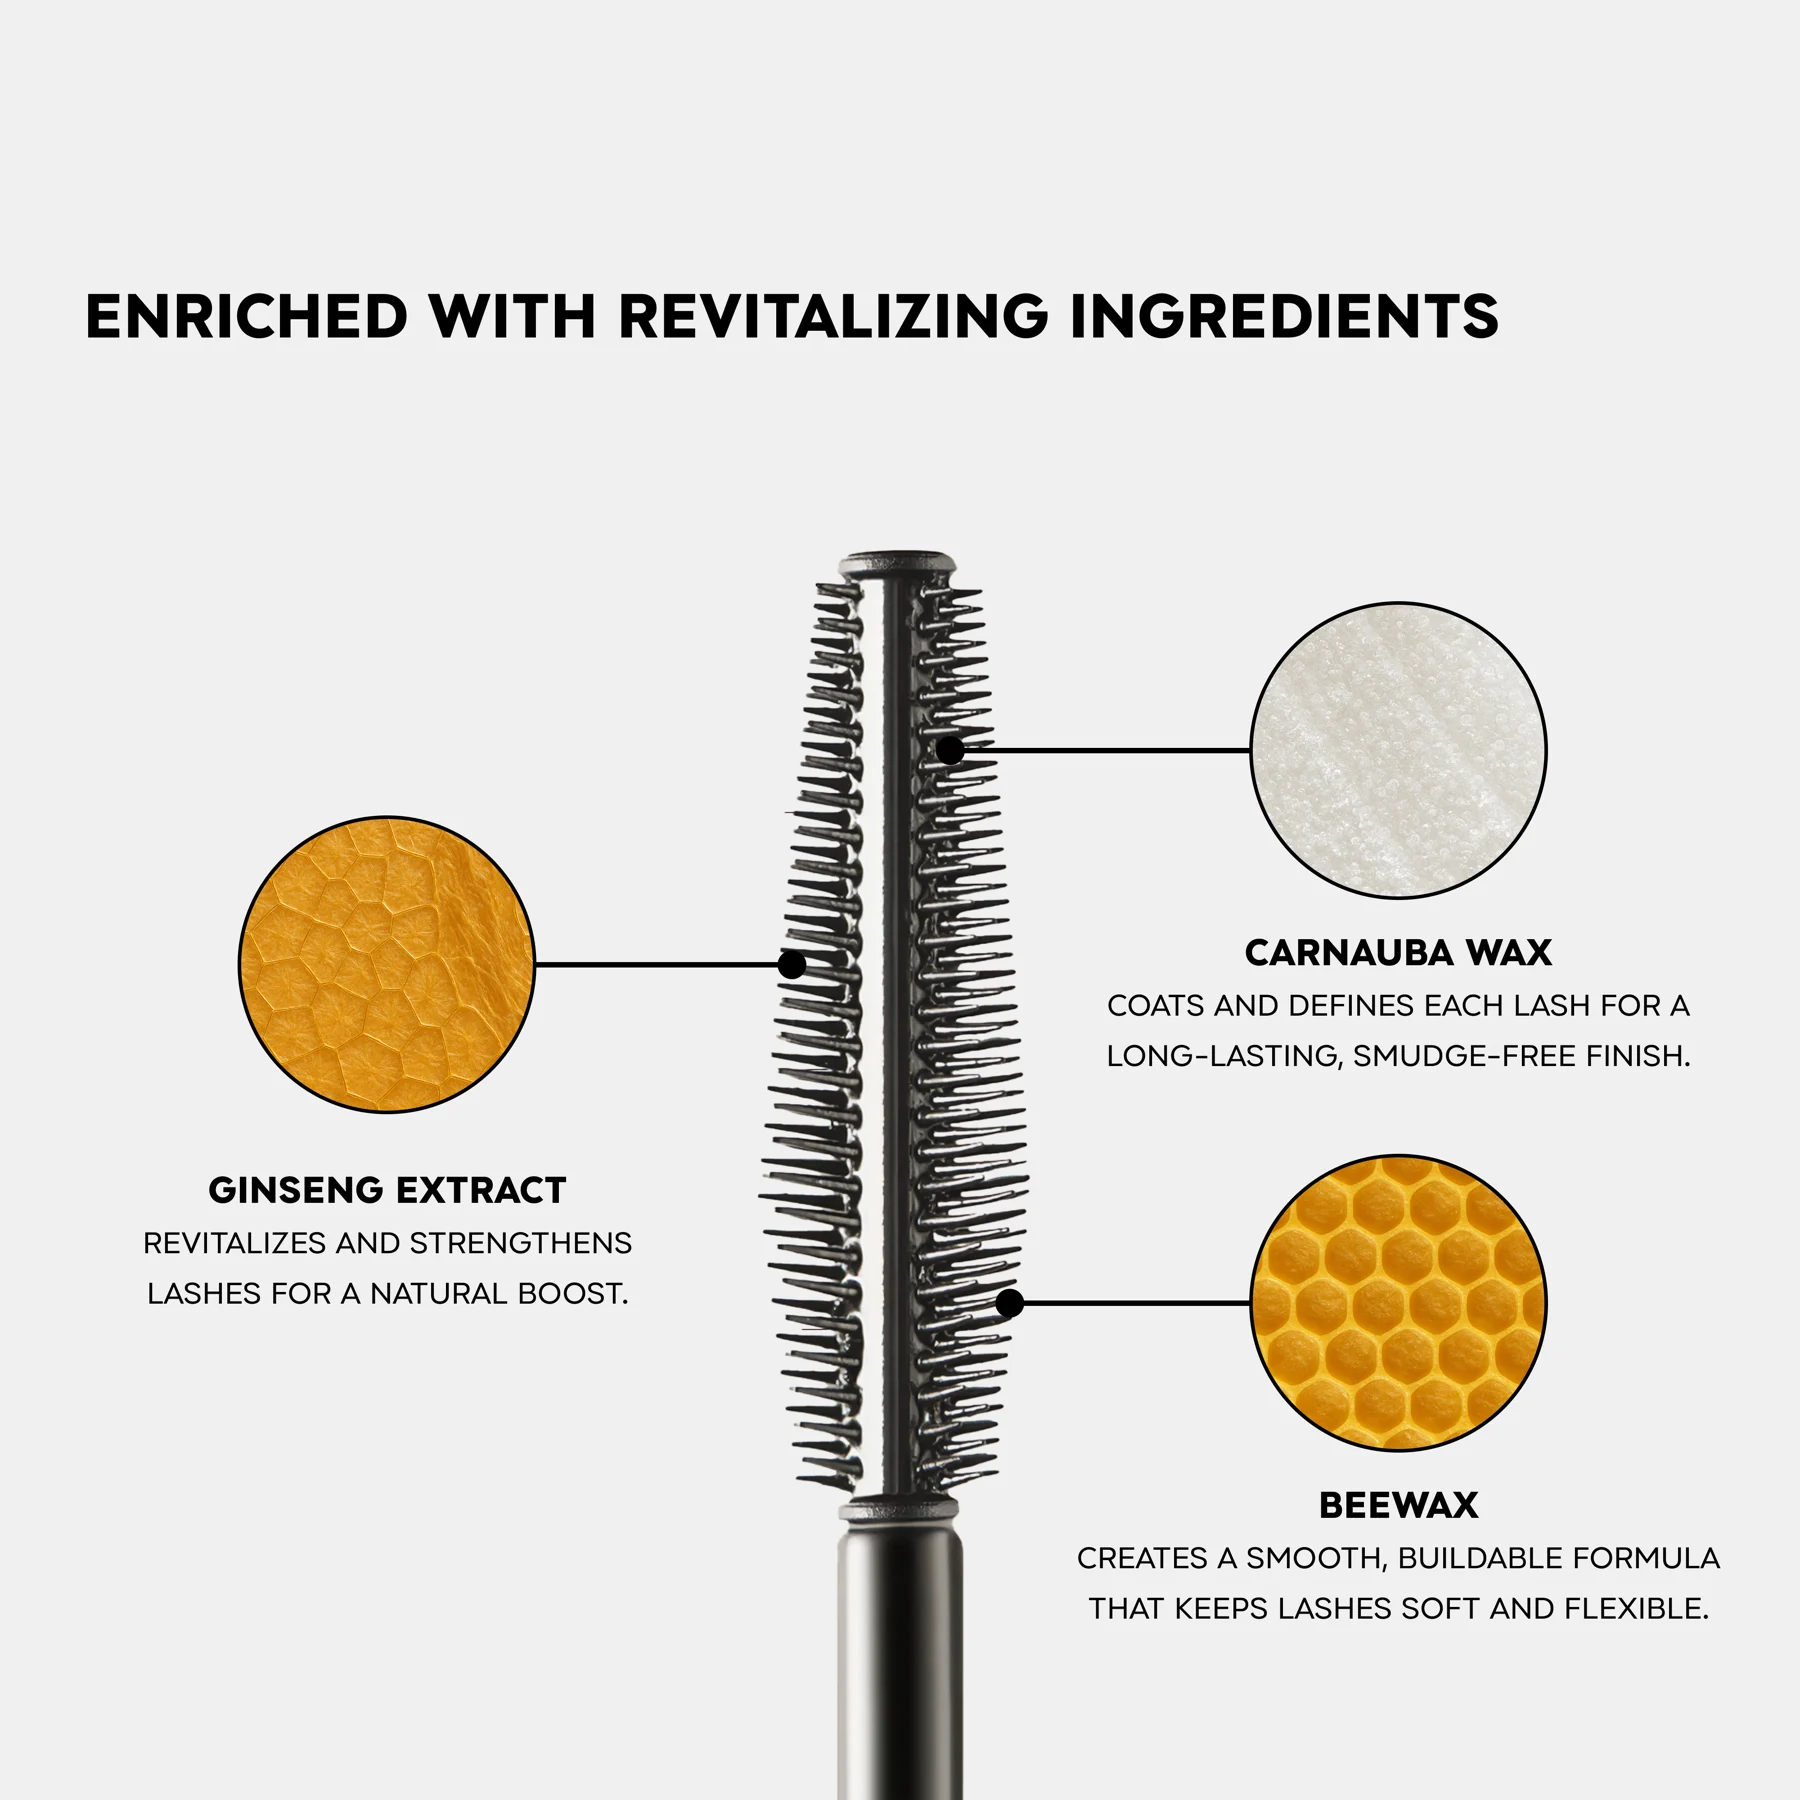 ENRICHED WITH REVITALIZING INGREDIENTS
CARNAUBA WAX
COATS AND DEFINES EACH LASH FOR A
LONG-LASTING, SMUDGE-FREE FINISH.
GINSENG EXTRACT
REVITALIZES AND STRENGTHENS
LASHES FOR A NATURAL BOOST.
BEEWAX
CREATES A SMOOTH, BUILDABLE FORMULA
THAT KEEPS LASHES SOFT AND FLEXIBLE.